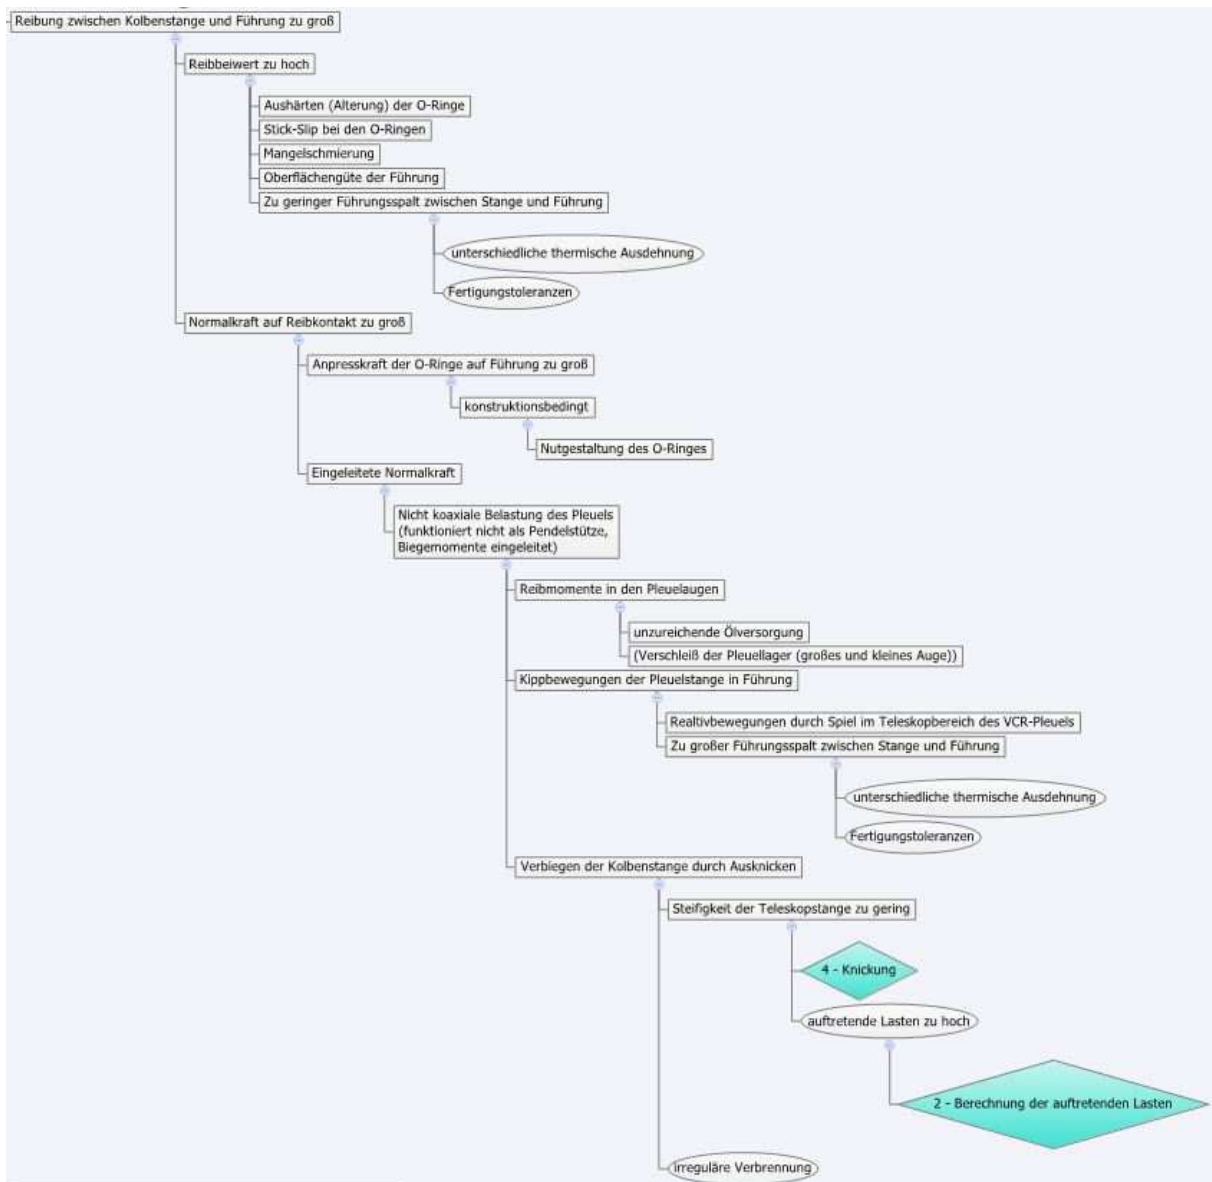 Reibung zwischen Kolbenstange und Führung zu groß
Reibbeiwert zu hoch
Aushärten (Alterung) der O-Ringe
Stick-Slip bei den O-Ringen
Mangelschmierung
Oberflächengüte der Führung
Zu geringer Führungsspalt zwischen Stange und Führung
unterschiedliche thermische Ausdehnung
Fertigungstoleranzen
Normalkraft auf Reibkontakt zu groß
Anpresskraft der O-Ringe auf Führung zu groß
konstruktionsbedingt
Nutgestaltung des O-Ringes
Eingeleitete Normalkraft
Nicht koaxiale Belastung des Pleuels
(funktioniert nicht als Pendelstütze,
Biegemomente eingeleitet)
Reibmomente in den Pleuelaugen
unzureichende Ölversorgung
(Verschleiß der Pleuellager (großes und kleines Auge))
Kippbewegungen der Pleuelstange in Führung
Realtivbewegungen durch Spiel im Teleskopbereich des VCR-Pleuels
Zu großer Führungsspalt zwischen Stange und Führung
unterschiedliche thermische Ausdehnung
Fertigungstoleranzen
Verbiegen der Kolbenstange durch Ausknicken
Steifigkeit der Teleskopstange zu gering
4 - Knickung
auftretende Lasten zu hoch
2 - Berechnung der auftretenden Lasten
irreguläre Verbrennung